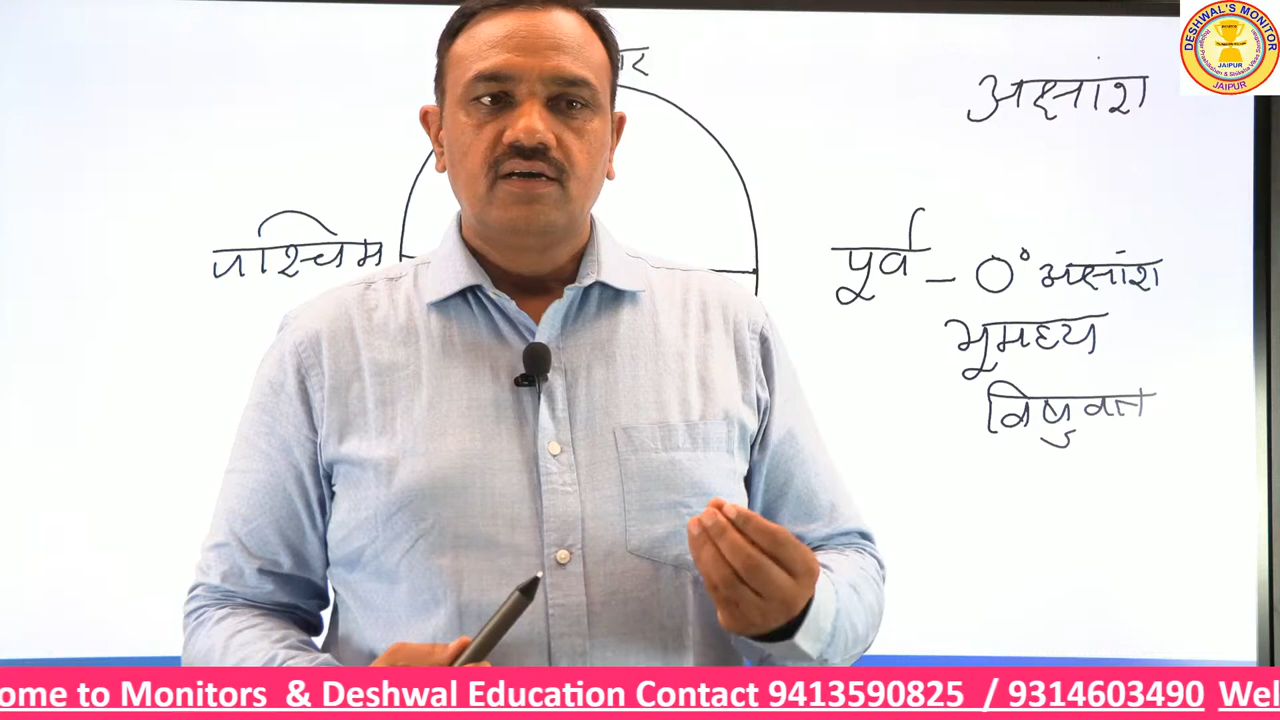 अक्षांश
पश्चिम
पूर्व - 0° अक्षांश
भूमध्य
विषुवत
DESHWAL'S MONITOR
JAIPUR
JAIPUR
ome to Monitors & Deshwal Education Contact 9413590825 / 9314603490 Wel